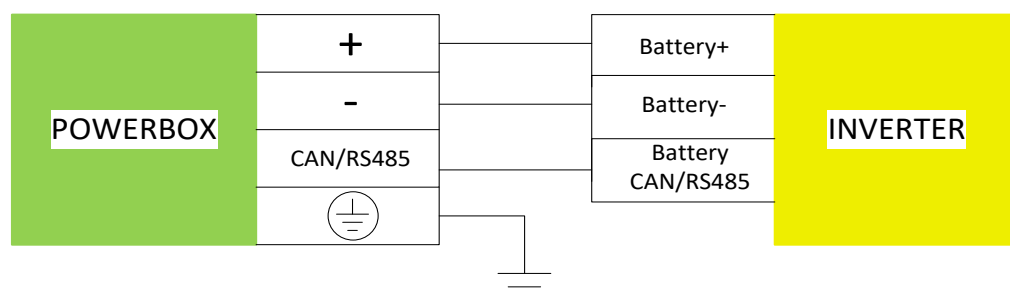 POWERBOX
+
-
CAN/RS485
Battery+
Battery-
Battery
CAN/RS485
INVERTER